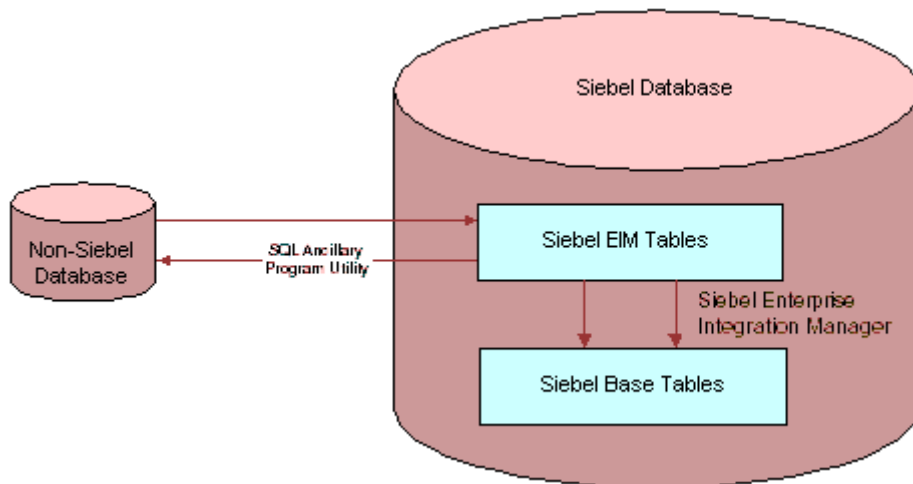 Siebel Database
Non-Siebel
Database
SQL Ancillary
Program Utility
Siebel EIM Tables
Siebel Enterprise
Integration Manager
Siebel Base Tables